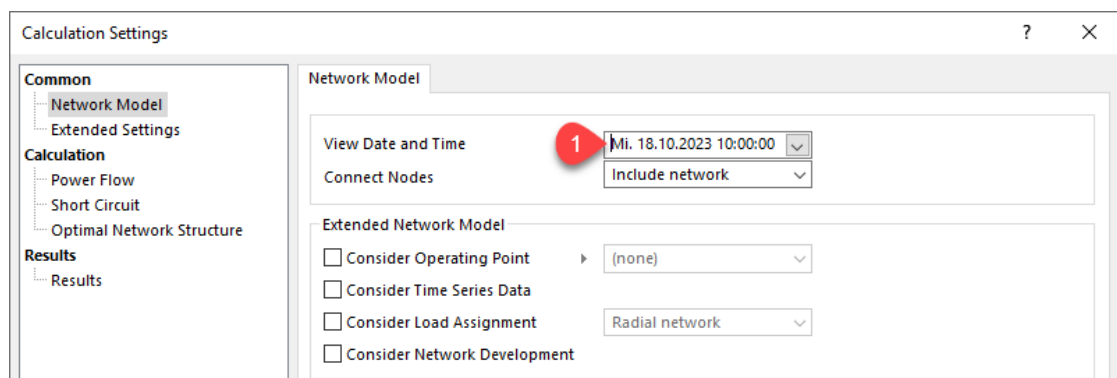 Calculation Settings
?
Common
Network Model
Extended Settings
Calculation
Power Flow
Short Circuit
Optimal Network Structure
Results
Results
Network Model
View Date and Time
1
Mi. 18.10.2023 10:00:00
Connect Nodes
Include network
Extended Network Model
Consider Operating Point
(none)
Consider Time Series Data
Consider Load Assignment
Radial network
Consider Network Development